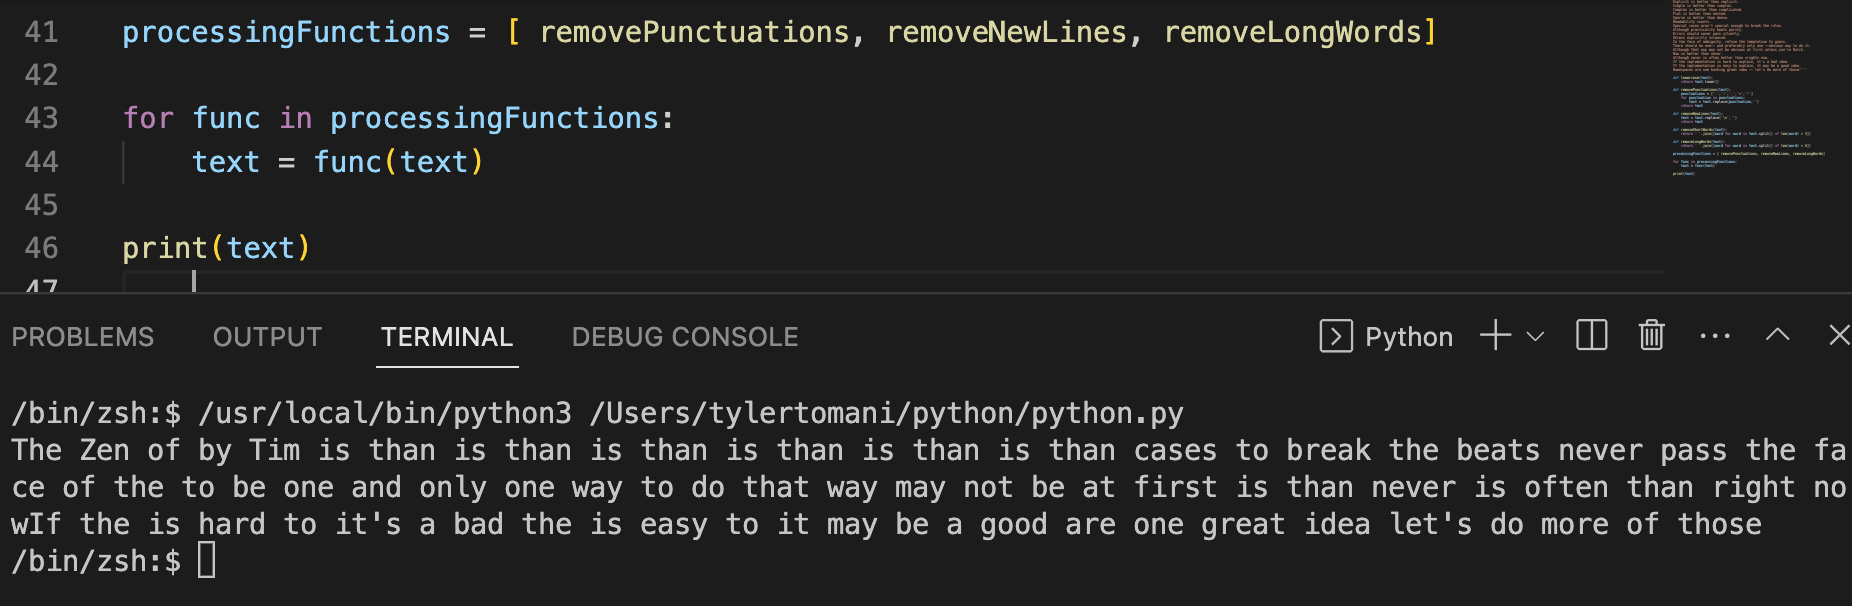 41 processingFunctions = [ removePunctuations, removeNewLines, removeLongWords]
42
43 for func in processingFunctions:
44     text = func(text)
45
46 print(text)
47
PROBLEMS OUTPUT TERMINAL DEBUG CONSOLE Python
/bin/zsh:$ /usr/local/bin/python3 /Users/tylertomani/python/python.py
The Zen of by Tim is than is than is than is than is than is than cases to break the beats never pass the fa
ce of the to be one and only one way to do that way may not be at first is than never is often than right no
wIf the is hard to it's a bad the is easy to it may be a good are one great idea let's do more of those
/bin/zsh:$